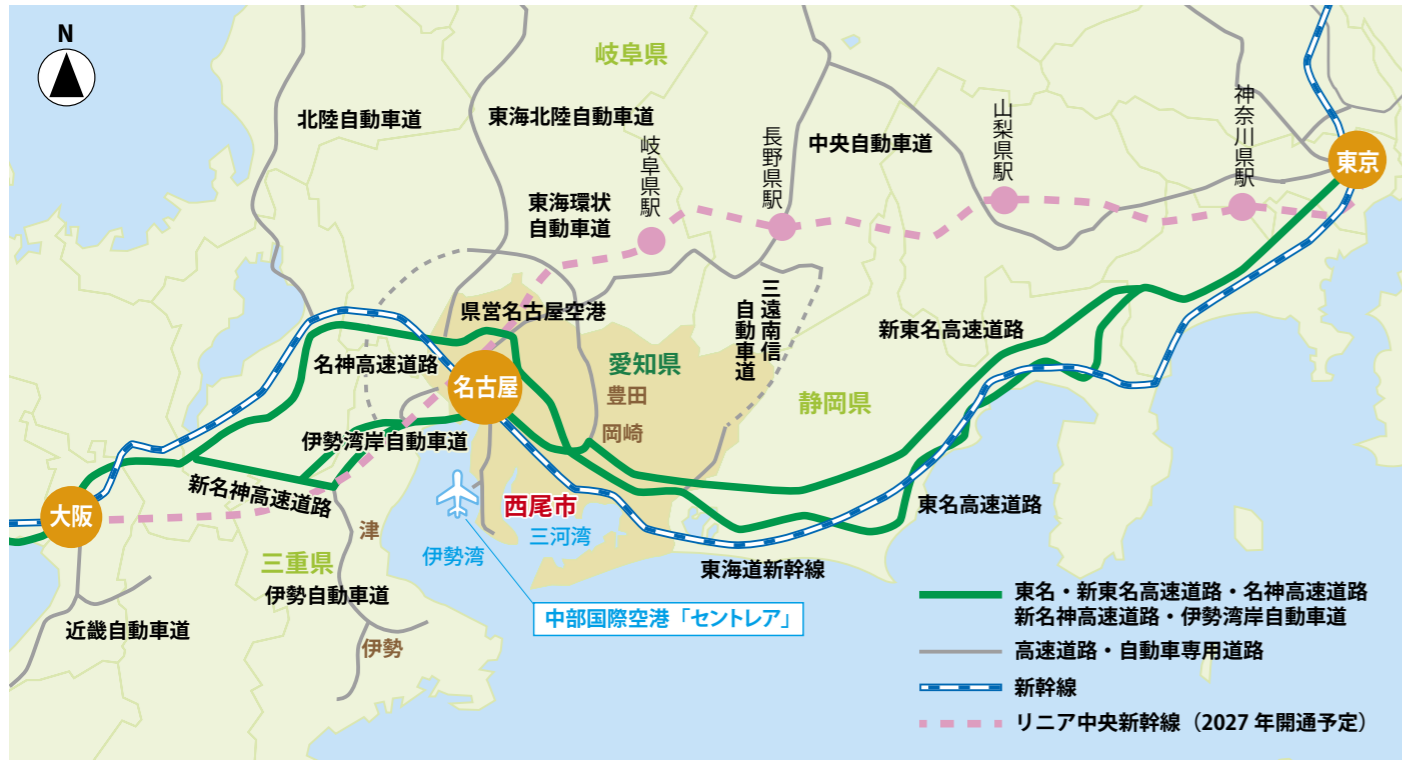 N
岐阜県
北陸自動車道
東海北陸自動車道
岐阜県駅
長野県駅
中央自動車道
山梨県駅
神奈川県駅
東京
東海環状
自動車道
県営名古屋空港
三遠南信
自動車道
新東名高速道路
名神高速道路
名古屋
愛知県
豊田
静岡県
岡崎
伊勢湾岸自動車道
新名神高速道路
大阪
西尾市
三河湾
東名高速道路
津
伊勢湾
三重県
東海道新幹線
伊勢自動車道
中部国際空港「セントレア」
近畿自動車道
伊勢
東名・新東名高速道路・名神高速道路
新名神高速道路・伊勢湾岸自動車道
高速道路・自動車専用道路
新幹線
リニア中央新幹線（2027 年開通予定）